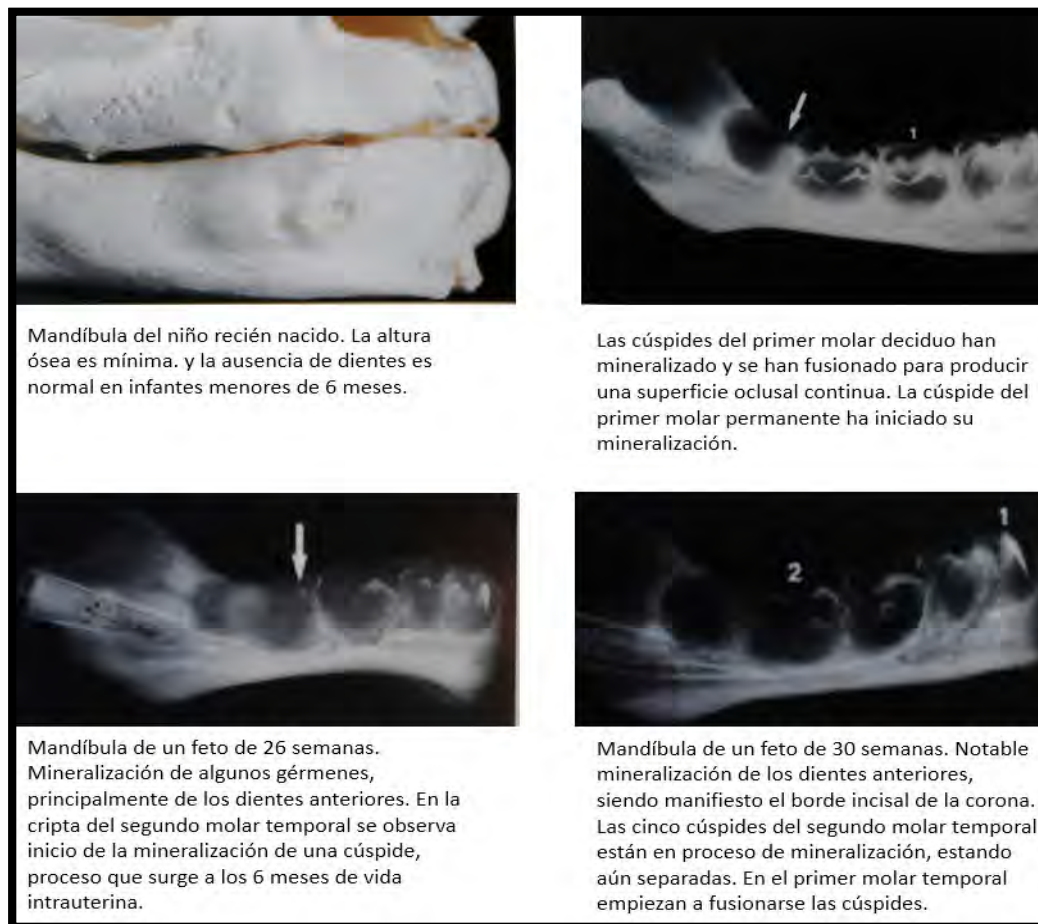 Mandíbula del niño recién nacido. La altura
ósea es mínima. y la ausencia de dientes es
normal en infantes menores de 6 meses.
1
Las cúspides del primer molar deciduo han
mineralizado y se han fusionado para producir
una superficie oclusal continua. La cúspide del
primer molar permanente ha iniciado su
mineralización.
Mandíbula de un feto de 26 semanas.
Mineralización de algunos gérmenes,
principalmente de los dientes anteriores. En la
cripta del segundo molar temporal se observa
inicio de la mineralización de una cúspide,
proceso que surge a los 6 meses de vida
intrauterina.
2
1
Mandíbula de un feto de 30 semanas. Notable
mineralización de los dientes anteriores,
siendo manifiesto el borde incisal de la corona.
Las cinco cúspides del segundo molar temporal
están en proceso de mineralización, estando
aún separadas. En el primer molar temporal
empiezan a fusionarse las cúspides.